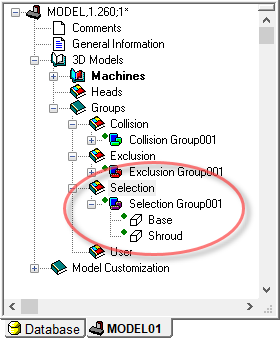 MODEL,1.260;1*
Comments
General Information
3D Models
Machines
Heads
Groups
Collision
Collision Group001
Exclusion
Exclusion Group001
Selection
Selection Group001
Base
Shroud
User
Model Customization
Database MODEL01